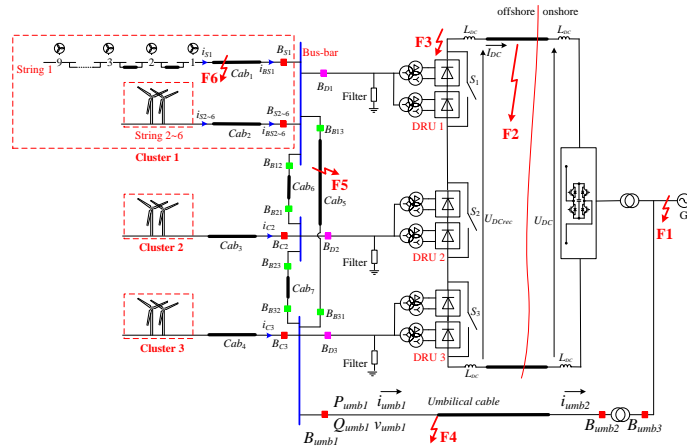 offshore onshore
String 1
9 3 2 1
i_S1
F6
Cab_1
i_BS1
B_S1
Bus-bar
B_D1
Filter
F3
L_DC
I_DC
L_DC
S_1
DRU 1
F2
String 2~6
i_S2~6
Cab_2
B_S2~6
i_BS2~6
Cluster 1
B_B13
B_B12
Cab_6
F5
Cab_5
B_B21
Cluster 2
Cab_3
i_C2
B_C2
B_D2
Filter
S_2
DRU 2
U_DCrec
U_DC
F1
G
B_B23
Cab_7
B_B32
B_B31
Cluster 3
Cab_4
i_C3
B_C3
B_D3
Filter
S_3
DRU 3
L_DC
L_DC
P_umb1 i_umb1 Umbilical cable i_umb2
Q_umb1 v_umb1 F4
B_umb1 B_umb2 B_umb3